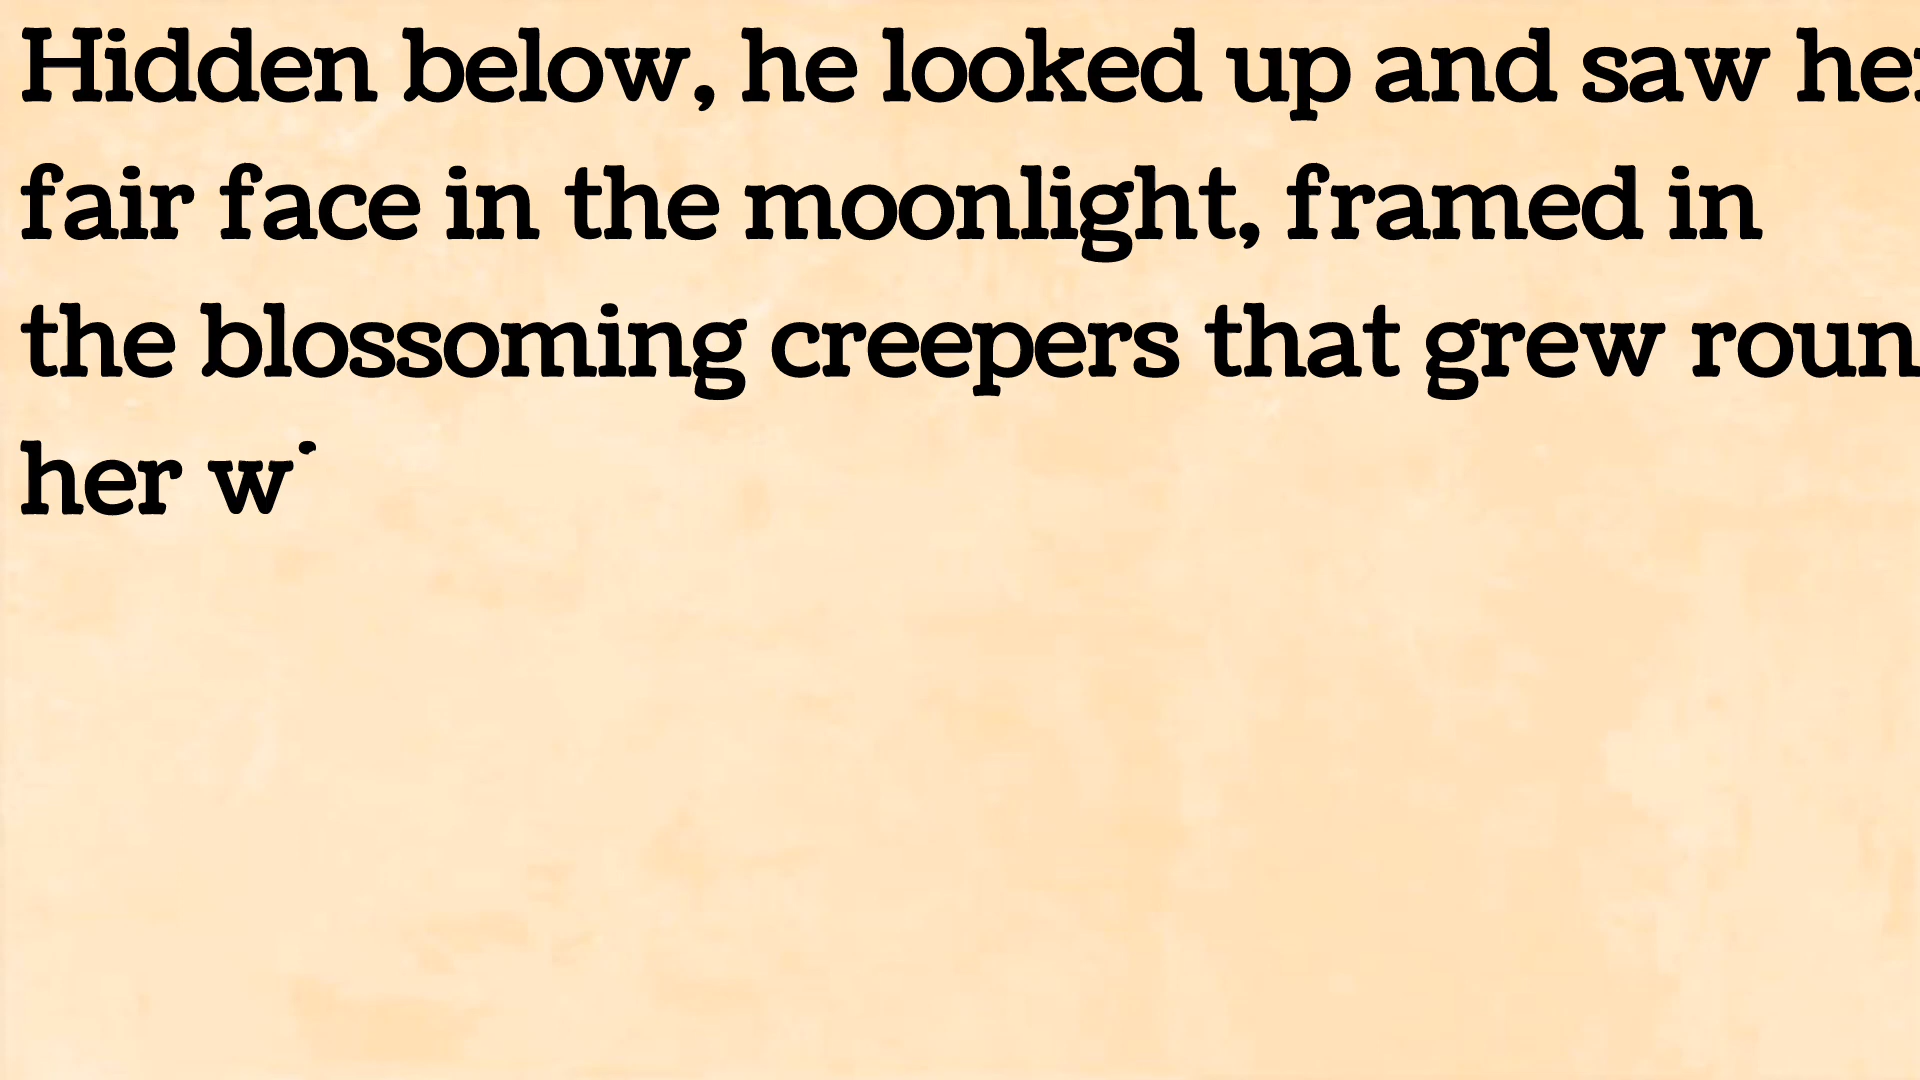 Hidden below, he looked up and saw her
fair face in the moonlight, framed in
the blossoming creepers that grew roun
her w